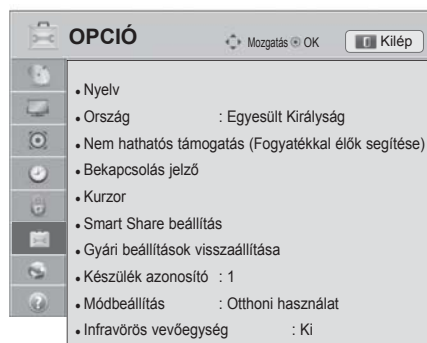 OPCIÓ
Mozgatás OK
Kilép
• Nyelv
• Ország : Egyesült Királyság
• Nem hathatós támogatás (Fogyatékkal élők segítése)
• Bekapcsolás jelző
• Kurzor
• Smart Share beállítás
• Gyári beállítások visszaállítása
• Készülék azonosító : 1
• Módbeállítás : Otthoni használat
• Infravörös vevőegység : Ki